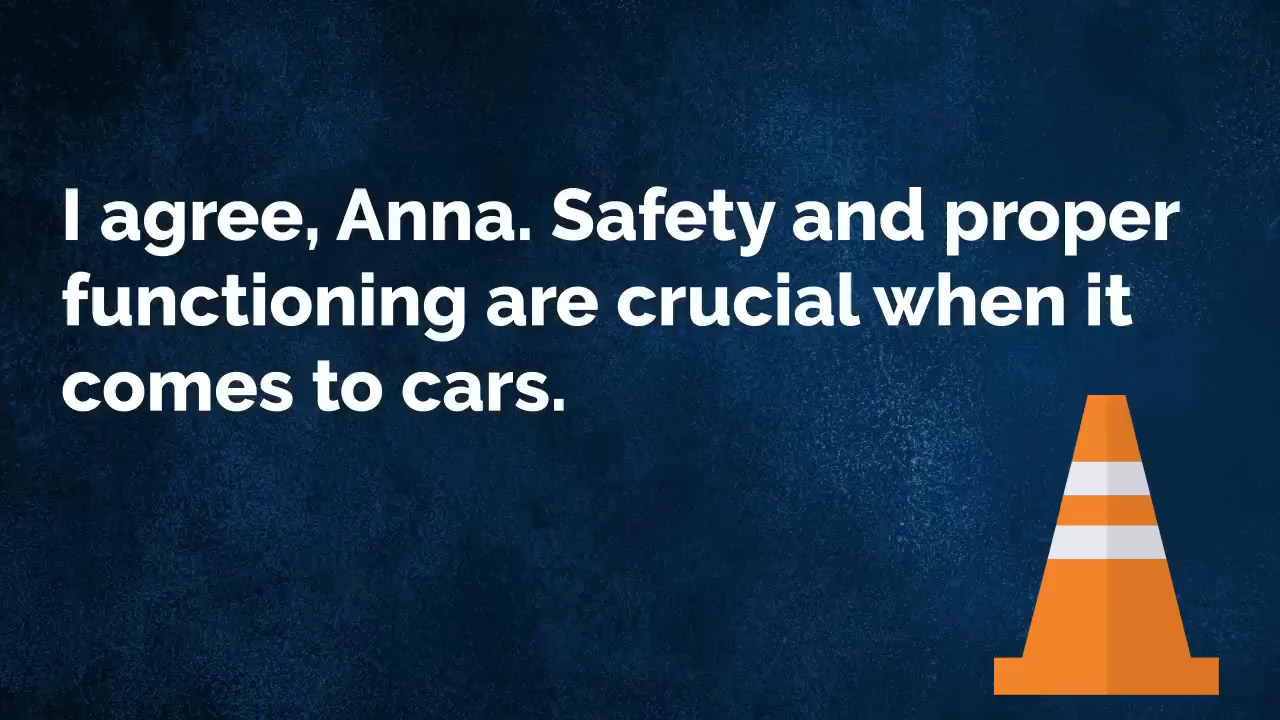 I agree, Anna. Safety and proper
functioning are crucial when it
comes to cars.